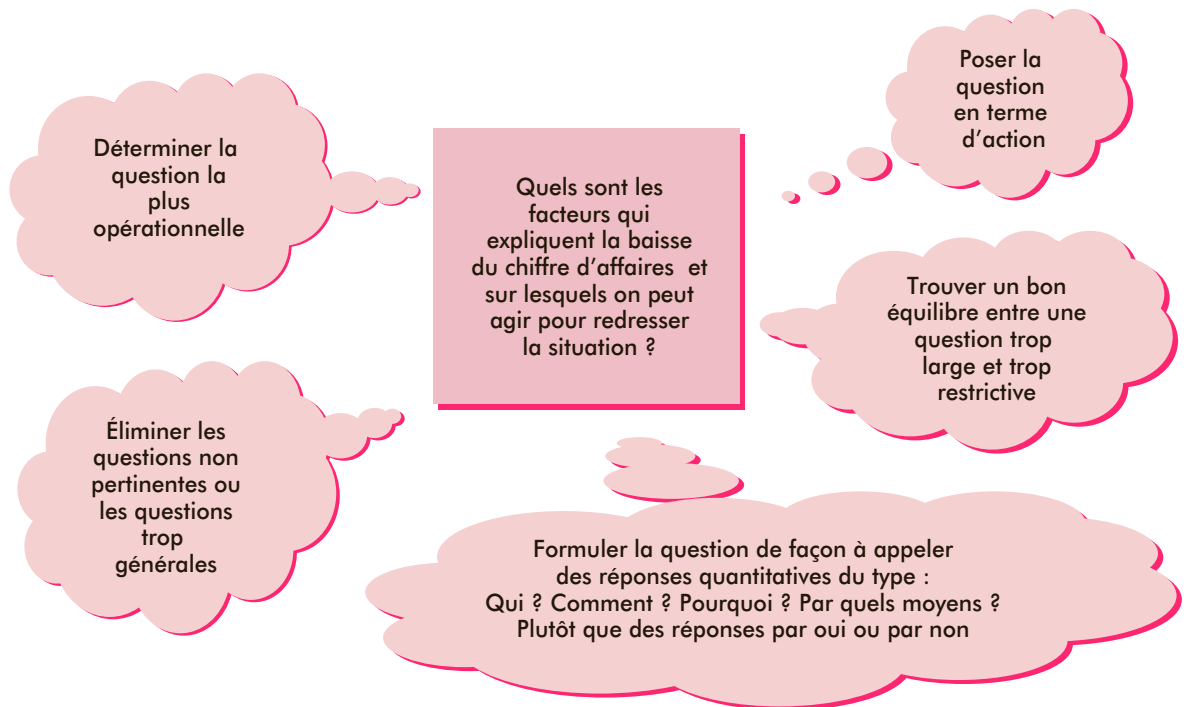 Poser la
question
en terme
d'action
Déterminer la
question la
plus
opérationnelle
Quels sont les
facteurs qui
expliquent la baisse
du chiffre d'affaires et
sur lesquels on peut
agir pour redresser
la situation ?
Trouver un bon
équilibre entre une
question trop
large et trop
restrictive
Éliminer les
questions non
pertinentes ou
les questions
trop
générales
Formuler la question de façon à appeler
des réponses quantitatives du type :
Qui ? Comment ? Pourquoi ? Par quels moyens ?
Plutôt que des réponses par oui ou par non